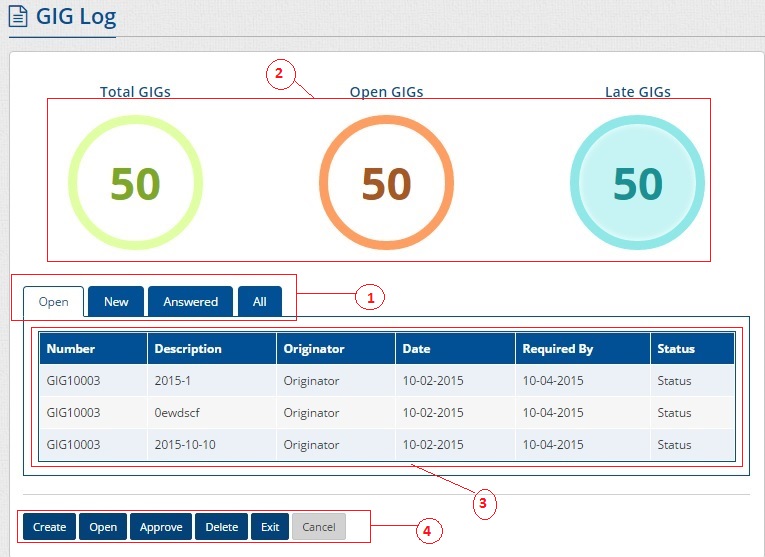 GIG Log
2
Total GIGs Open GIGs Late GIGs
50 50 50
Open New Answered All
1
Number Description Originator Date Required By Status
GIG10003 2015-1 Originator 10-02-2015 10-04-2015 Status
GIG10003 0ewdscf Originator 10-02-2015 10-04-2015 Status
GIG10003 2015-10-10 Originator 10-02-2015 10-04-2015 Status
3
Create Open Approve Delete Exit Cancel
4